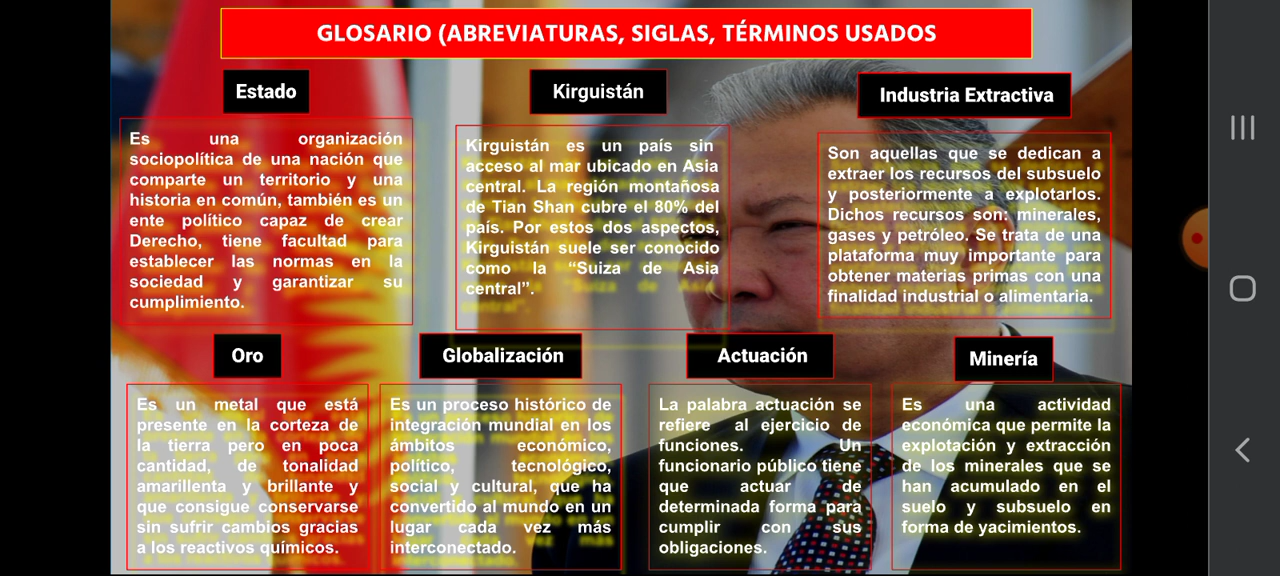 GLOSARIO (ABREVIATURAS, SIGLAS, TÉRMINOS USADOS
Estado
Es una organización
sociopolítica de una nación que
comparte un territorio y una
historia en común, también es un
ente político capaz de crear
Derecho, tiene facultad para
establecer las normas en la
sociedad y garantizar su
cumplimiento.
Kirguistán
Kirguistán es un país sin
acceso al mar ubicado en Asia
central. La región montañosa
de Tian Shan cubre el 80% del
país. Por estos dos aspectos,
Kirguistán suele ser conocido
como la “Suiza de Asia
central”.
Industria Extractiva
Son aquellas que se dedican a
extraer los recursos del subsuelo
y posteriormente a explotarlos.
Dichos recursos son: minerales,
gases y petróleo. Se trata de una
plataforma muy importante para
obtener materias primas con una
finalidad industrial o alimentaria.
Oro
Es un metal que está
presente en la corteza de
la tierra pero en poca
cantidad, de tonalidad
amarillenta y brillante y
que consigue conservarse
sin sufrir cambios gracias
a los reactivos químicos.
Globalización
Es un proceso histórico de
integración mundial en los
ámbitos económico,
político, tecnológico,
social y cultural, que ha
convertido al mundo en un
lugar cada vez más
interconectado.
Actuación
La palabra actuación se
refiere al ejercicio de
funciones. Un
funcionario público tiene
que actuar de
determinada forma para
cumplir con sus
obligaciones.
Minería
Es una actividad
económica que permite la
explotación y extracción
de los minerales que se
han acumulado en el
suelo y subsuelo en
forma de yacimientos.